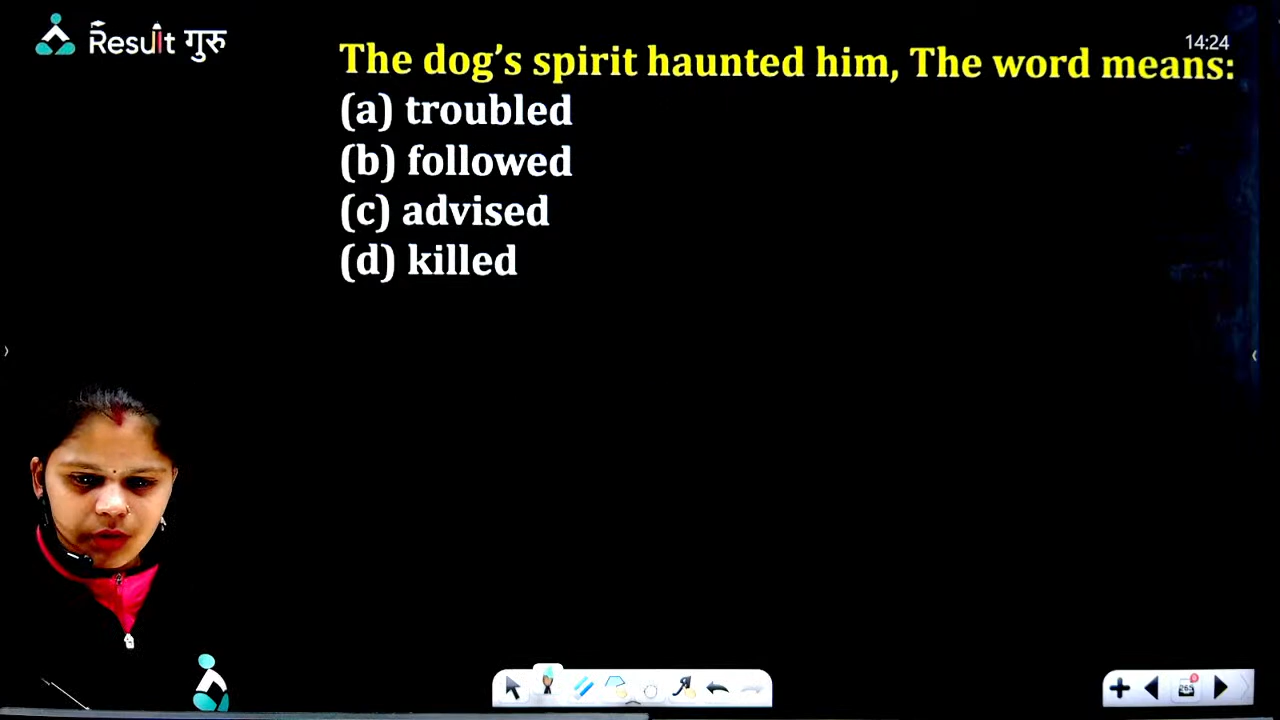 Result गुरु
14:24
The dog's spirit haunted him, The word means:
(a) troubled
(b) followed
(c) advised
(d) killed